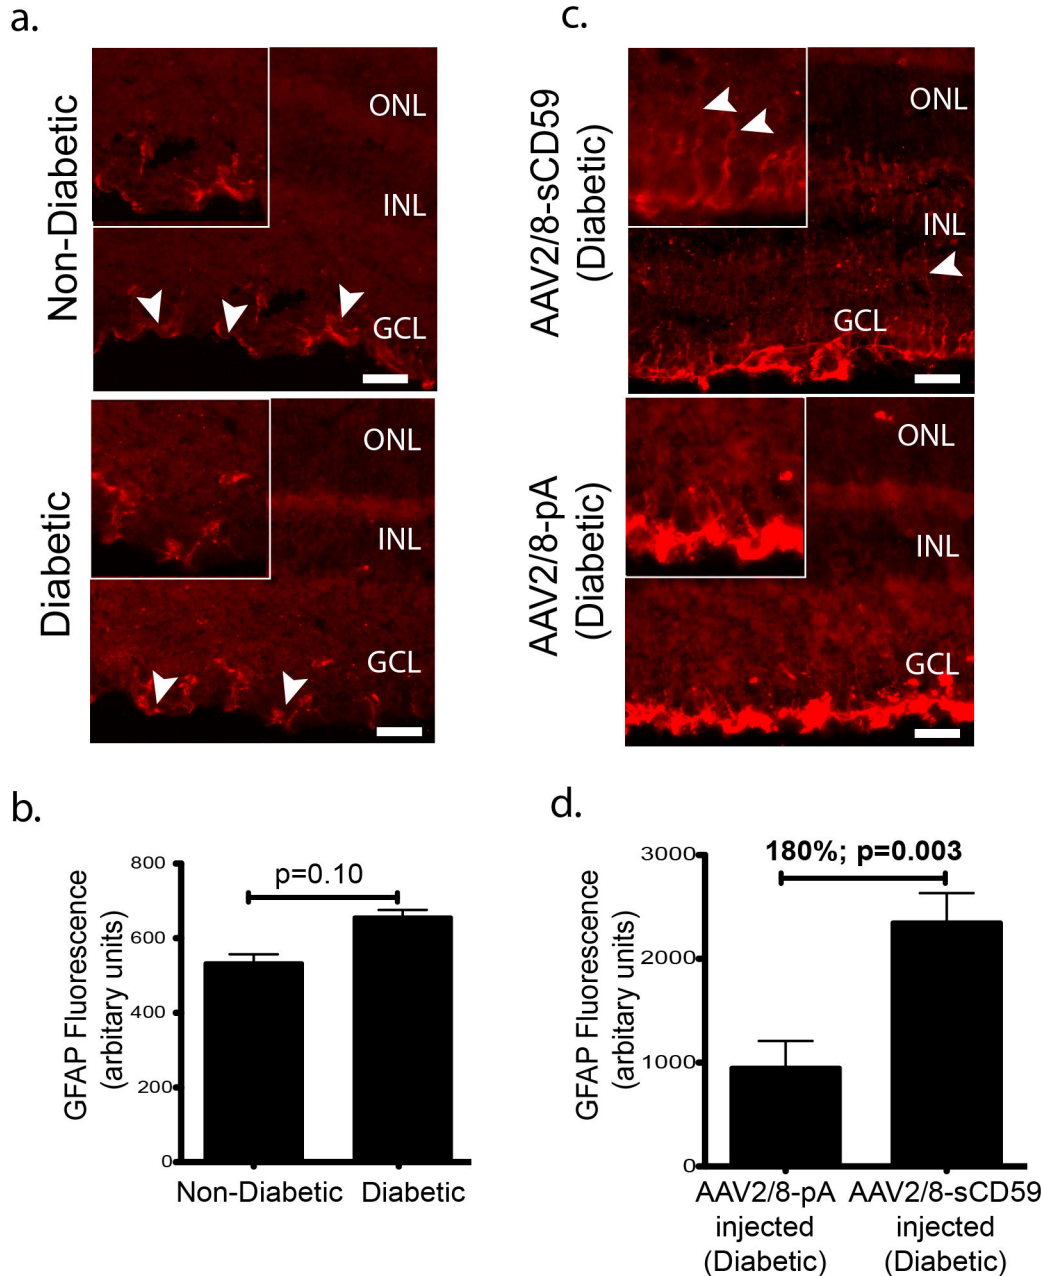 a.
Non-Diabetic
ONL
INL
GCL
Diabetic
ONL
INL
GCL
c.
AAV2/8-sCD59
(Diabetic)
ONL
INL
GCL
AAV2/8-pA
(Diabetic)
ONL
INL
GCL
b.
GFAP Fluorescence
(arbitary units)
800
600
400
200
0
p=0.10
Non-Diabetic
Diabetic
d.
GFAP Fluorescence
(arbitary units)
3000
2000
1000
0
180%; p=0.003
AAV2/8-pA
injected
(Diabetic)
AAV2/8-sCD59
injected
(Diabetic)